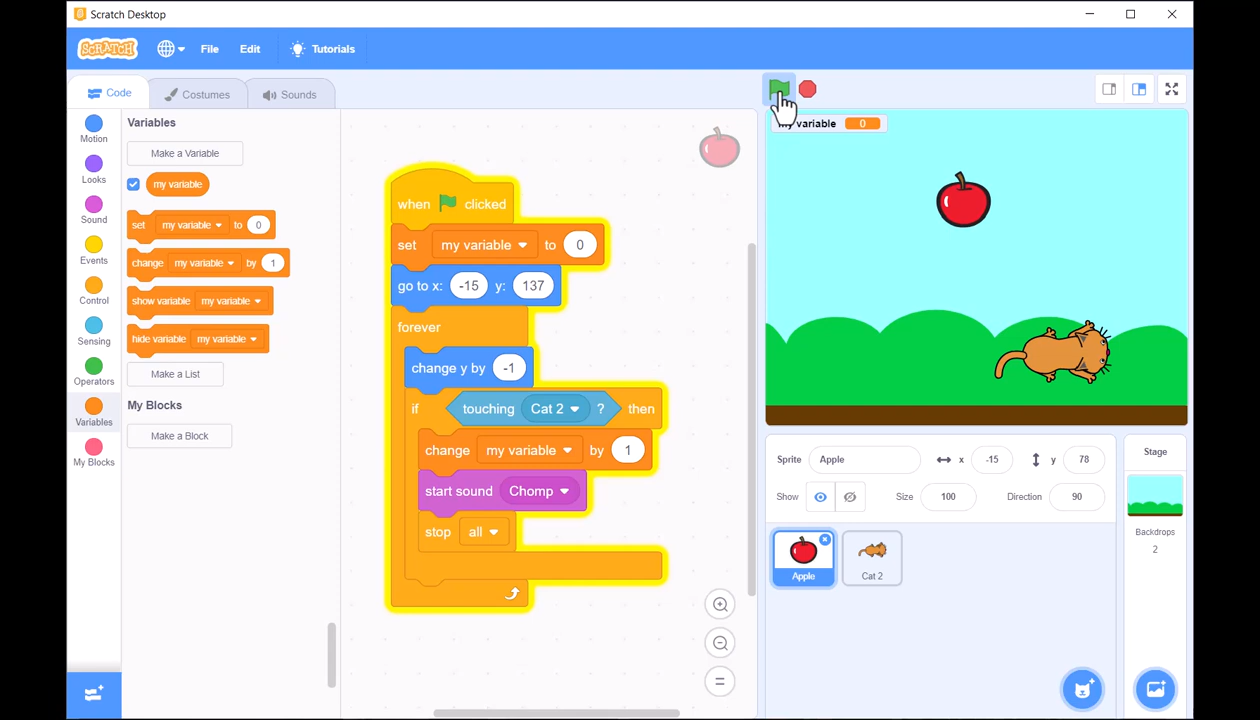 Scratch Desktop
SCRATCH
File
Edit
Tutorials
Code
Costumes
Sounds
Motion
Looks
Sound
Events
Control
Sensing
Operators
Variables
My Blocks
Variables
Make a Variable
my variable
set my variable to 0
change my variable by 1
show variable my variable
hide variable my variable
Make a List
My Blocks
Make a Block
when clicked
set my variable to 0
go to x: -15 y: 137
forever
change y by -1
if touching Cat 2 ? then
change my variable by 1
start sound Chomp
stop all
my variable 0
Sprite Apple x -15 y 78
Show Size 100 Direction 90
Apple
Cat 2
Stage
Backdrops
2